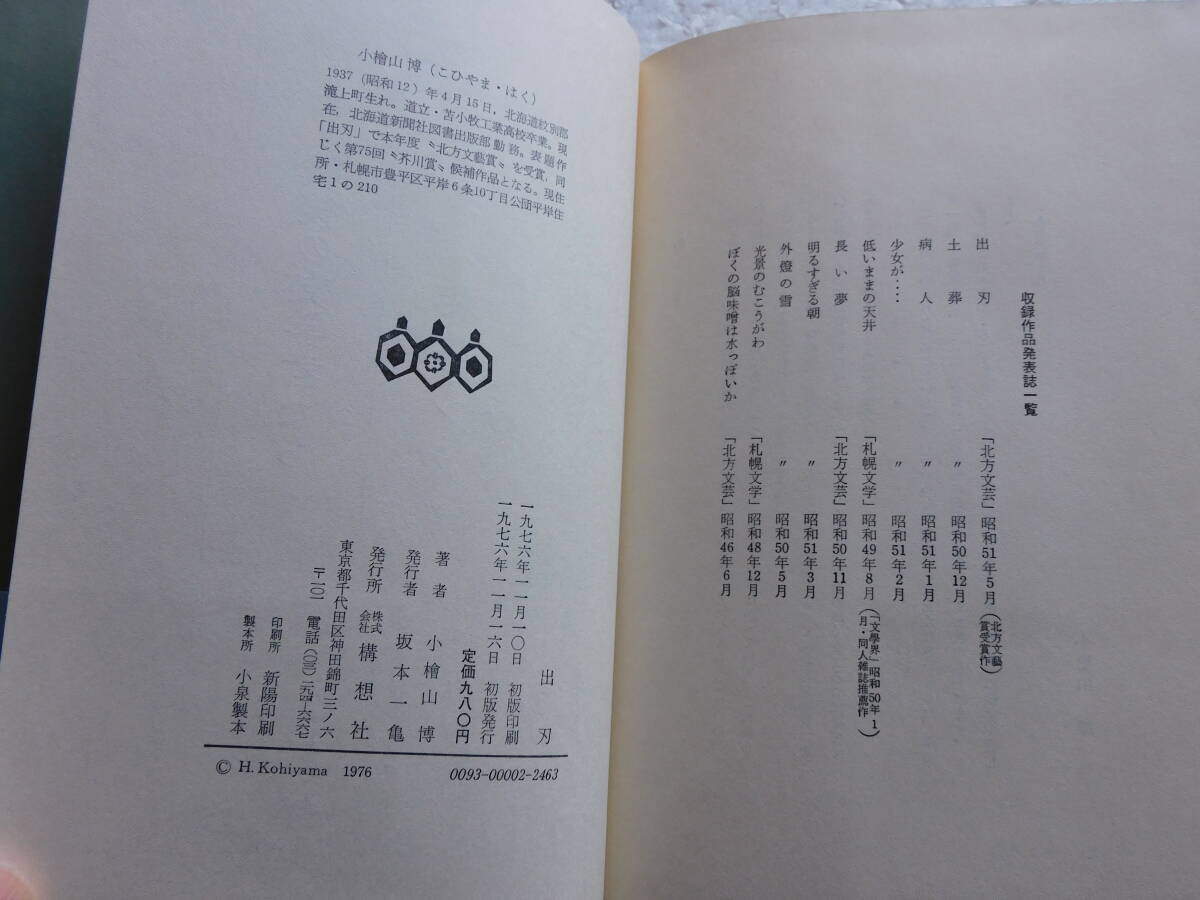 収録作品発表誌一覧
出刃 「北方文芸」昭和51年5月(北方文藝賞受賞作)
土葬 〃 昭和50年12月
病人 〃 昭和51年1月
少女が‥‥ 〃 昭和51年2月
低いままの天井 「札幌文学」昭和49年8月(「文學界」昭和50年1月・同人雑誌推薦作)
長い夢 「北方文芸」昭和50年11月
明るすぎる朝 〃 昭和51年3月
外燈の雪 〃 昭和50年5月
光景のむこうがわ 「札幌文学」昭和48年12月
ぼくの脳味噌は水っぽいか 「北方文芸」昭和46年6月
小檜山博(こひやま・はく)
1937(昭和12)年4月15日,北海道紋別郡
滝上町生れ。道立・苫小牧工業高校卒業。現
在,北海道新聞社図書出版部勤務。表題作
「出刃」で本年度〝北方文藝賞〟を受賞,同
じく第75回〝芥川賞〟候補作品となる。現住
所・札幌市豊平区平岸6条10丁目公団平岸住
宅1の210
出刃
一九七六年一一月一〇日 初版印刷
一九七六年一一月一六日 初版発行
定価九八〇円
著者 小檜山博
発行者 坂本一亀
発行所 株式会社 構想社
東京都千代田区神田錦町三ノ六
〒一〇一 電話(〇三)二九四-六六六七
印刷所 新陽印刷
製本所 小泉製本
© H. Kohiyama 1976 0093-00002-2463